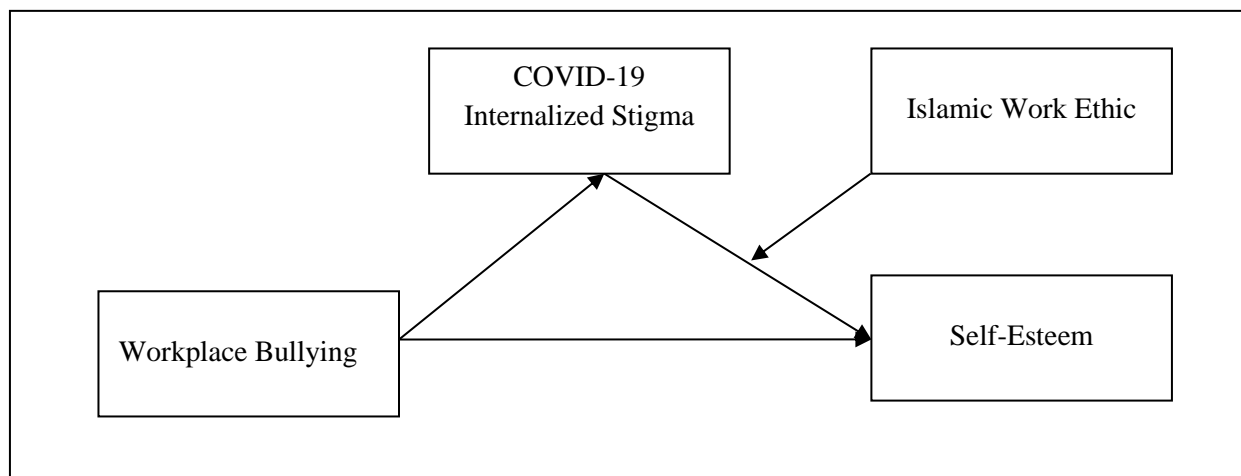 COVID-19
Internalized Stigma
Islamic Work Ethic
Workplace Bullying
Self-Esteem